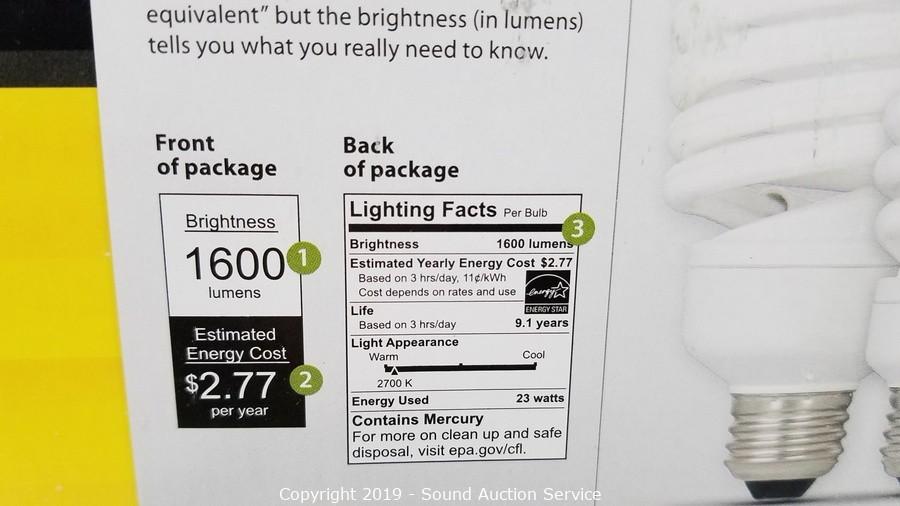 equivalent” but the brightness (in lumens)
tells you what you really need to know.
Front
of package
Brightness
1600
lumens
1
Estimated
Energy Cost
$2.77
per year
2
Back
of package
Lighting Facts Per Bulb
3
Brightness 1600 lumens
Estimated Yearly Energy Cost $2.77
Based on 3 hrs/day, 11¢/kWh
Cost depends on rates and use
energy
ENERGY STAR
Life
Based on 3 hrs/day 9.1 years
Light Appearance
Warm Cool
2700 K
Energy Used 23 watts
Contains Mercury
For more on clean up and safe
disposal, visit epa.gov/cfl.
Copyright 2019 - Sound Auction Service